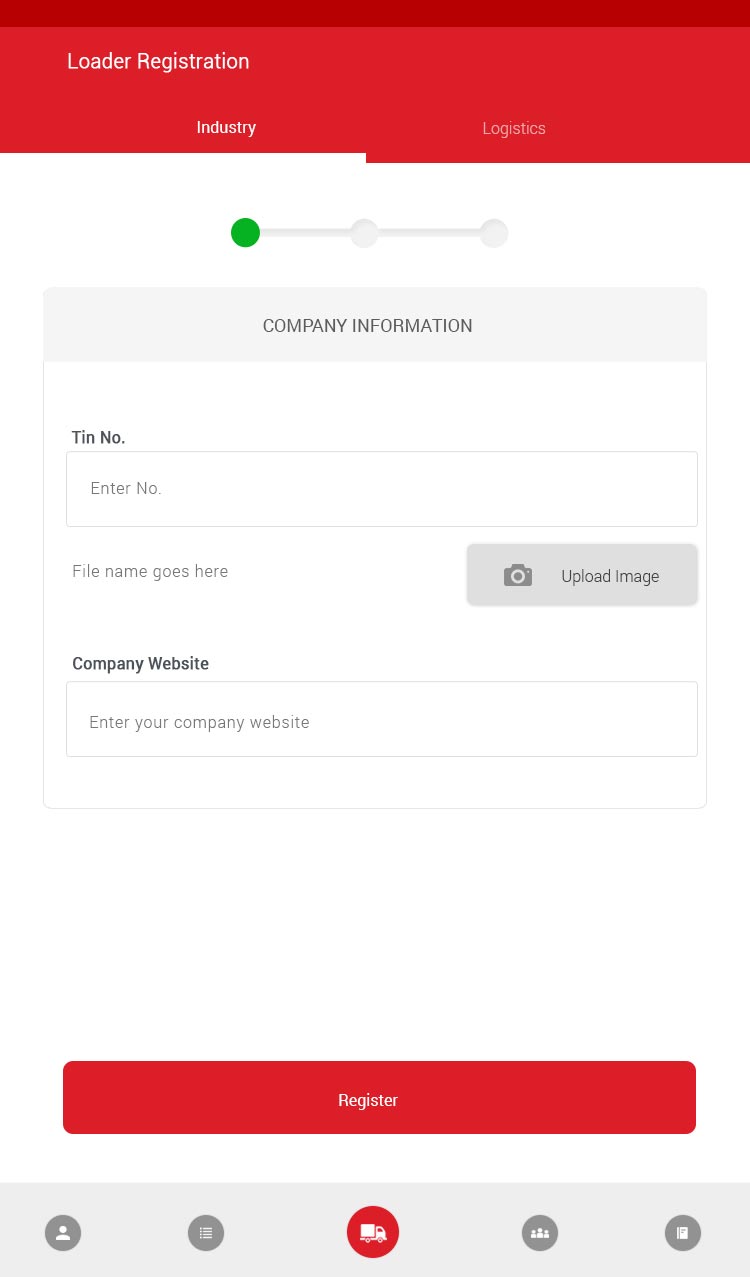 Loader Registration
Industry
Logistics
COMPANY INFORMATION
Tin No.
Enter No.
File name goes here
Upload Image
Company Website
Enter your company website
Register